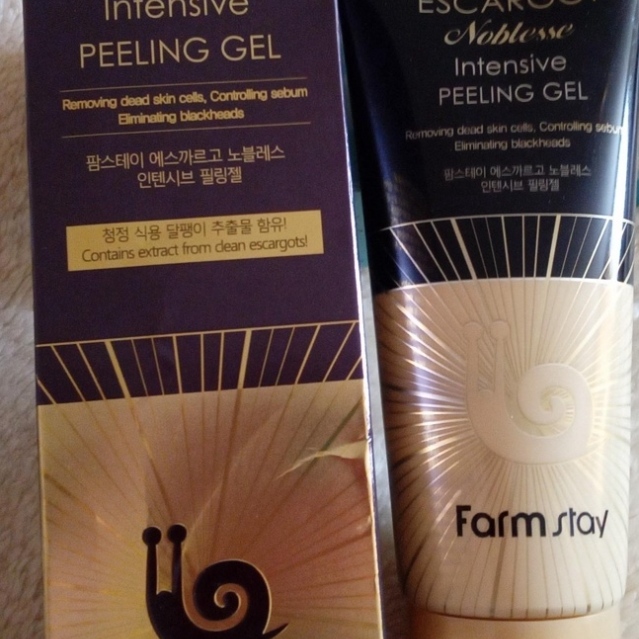 Intensive
PEELING GEL
Removing dead skin cells, Controlling sebum
Eliminating blackheads
팜스테이 에스까르고 노블레스
인텐시브 필링젤
청정 식용 달팽이 추출물 함유!
Contains extract from clean escargots!
ESCARGOT
Noblesse
Intensive
PEELING GEL
Removing dead skin cells, Controlling sebum
Eliminating blackheads
팜스테이 에스까르고 노블레스
인텐시브 필링젤
Farm stay